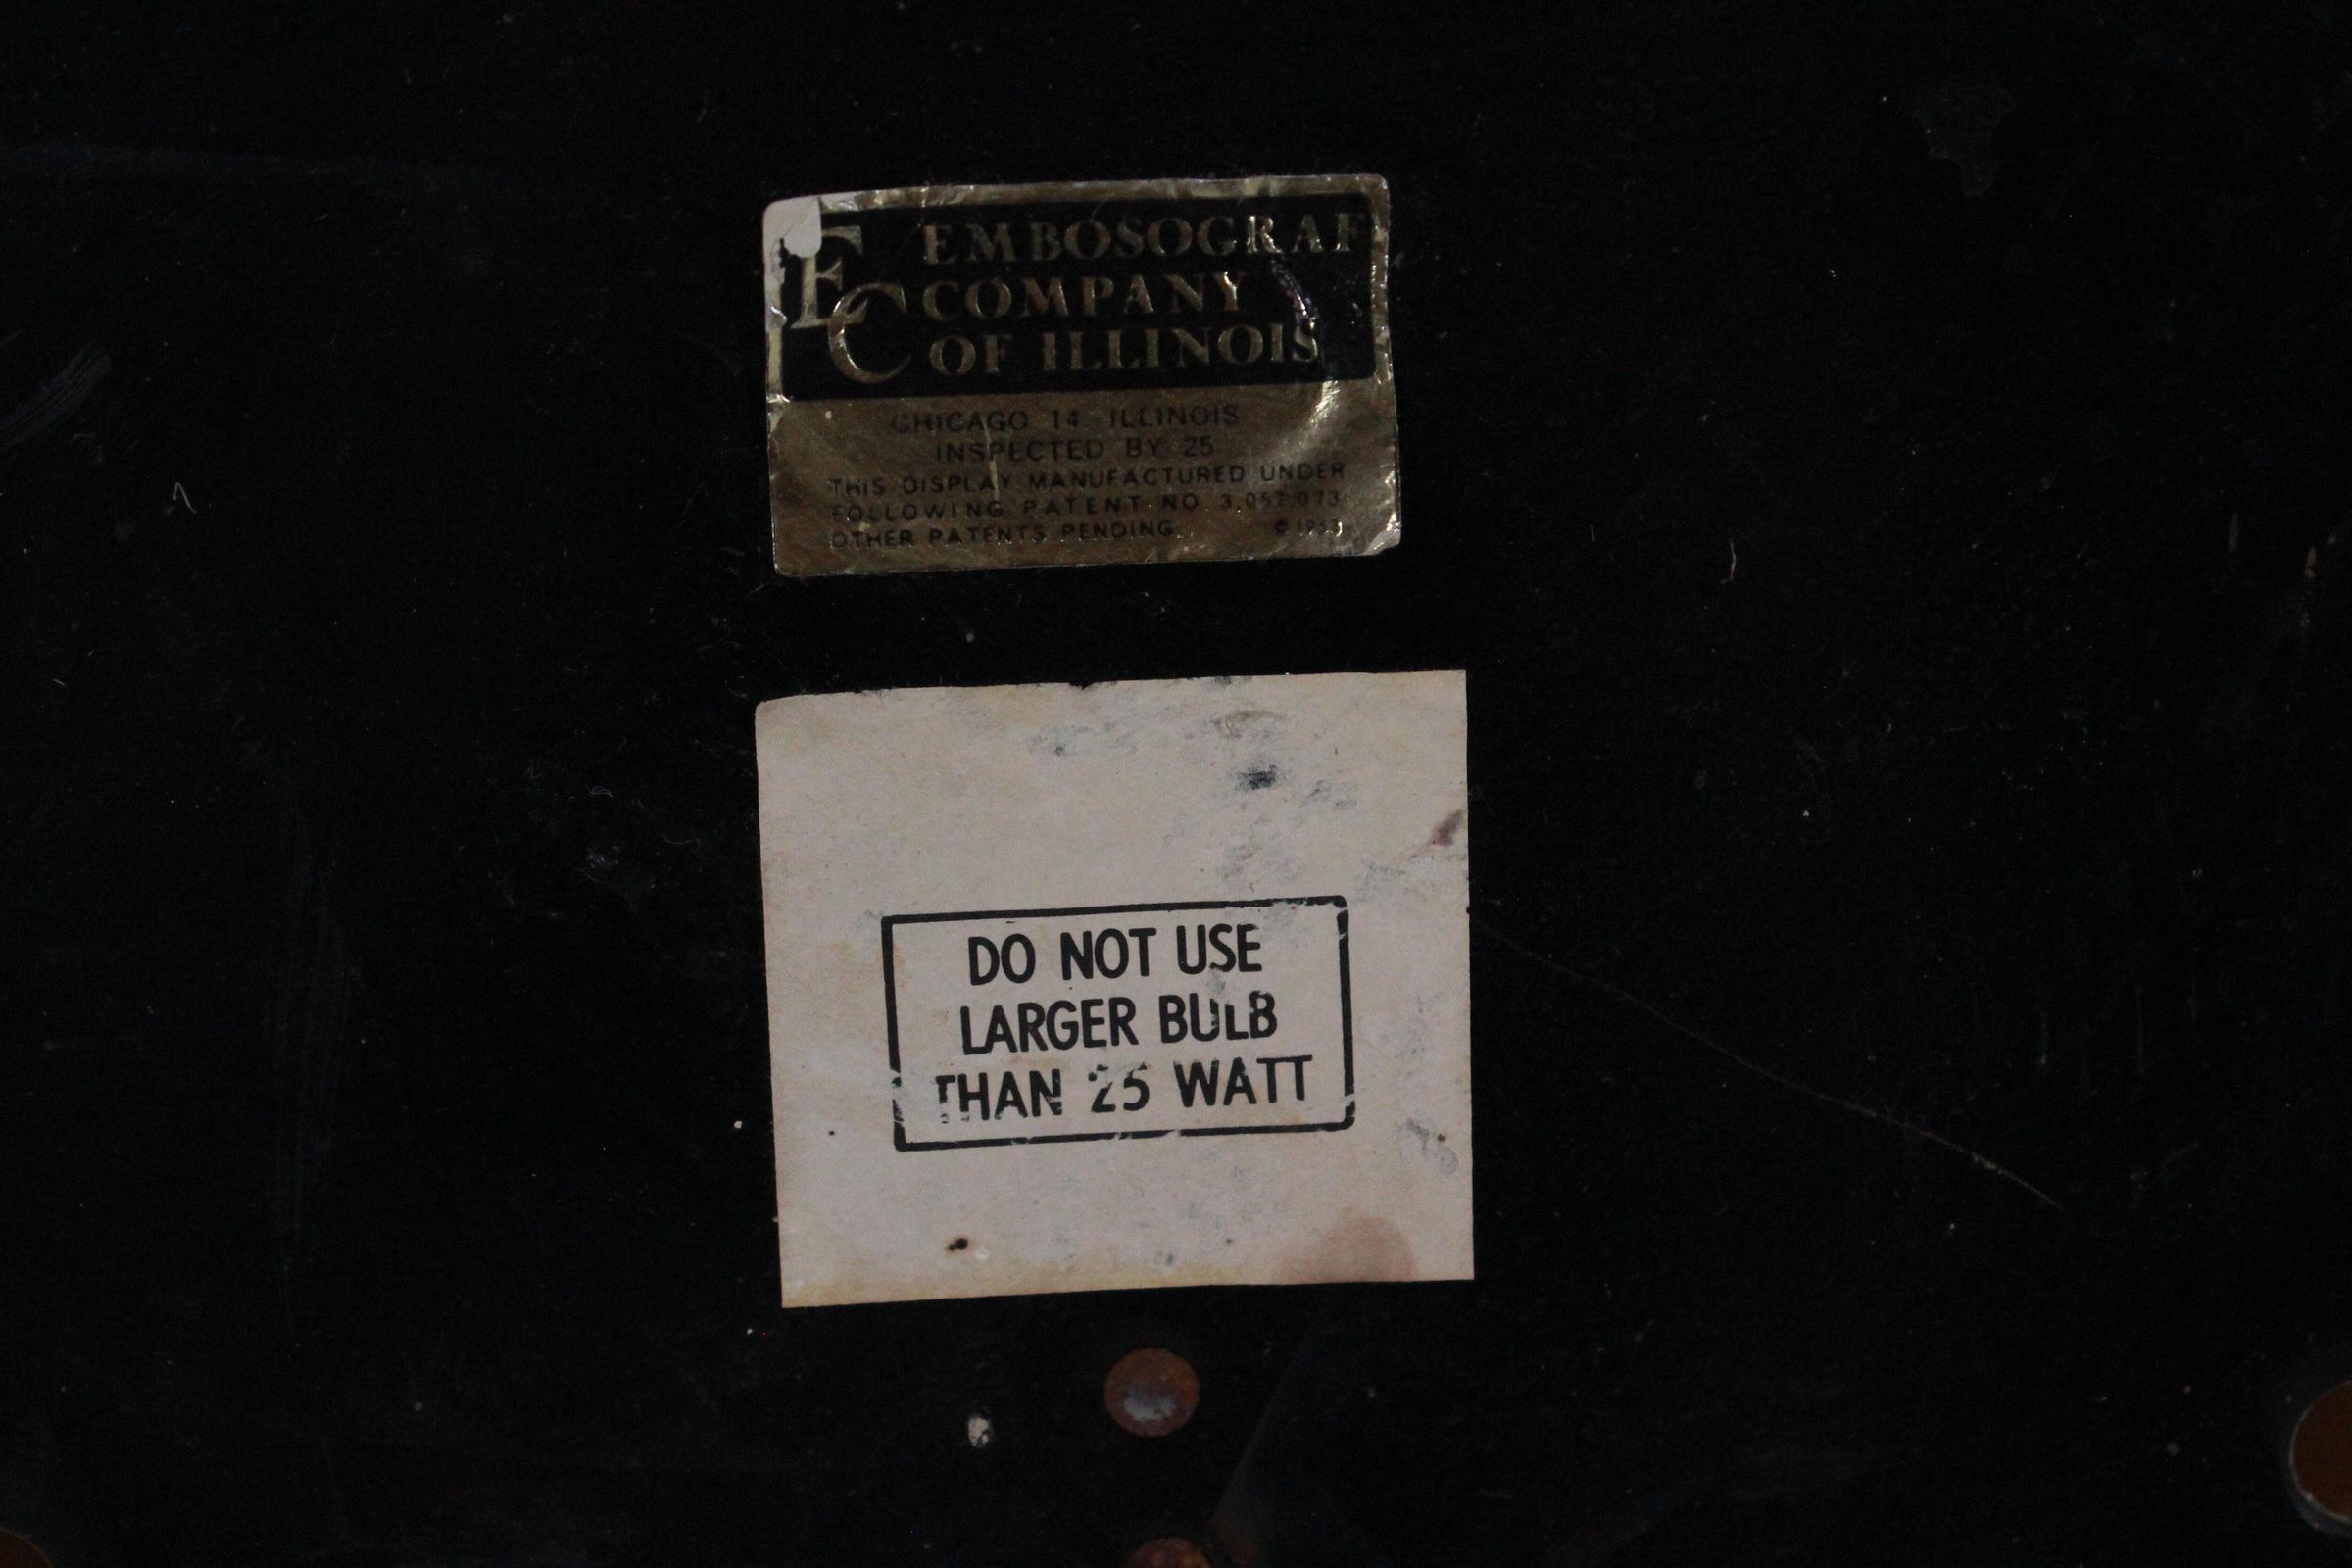 EC
EMBOSOGRAF
COMPANY
OF ILLINOIS
CHICAGO 14 ILLINOIS
INSPECTED BY 25
THIS DISPLAY MANUFACTURED UNDER
FOLLOWING PATENT NO. 3,057,073
OTHER PATENTS PENDING. ©
DO NOT USE
LARGER BULB
THAN 25 WATT